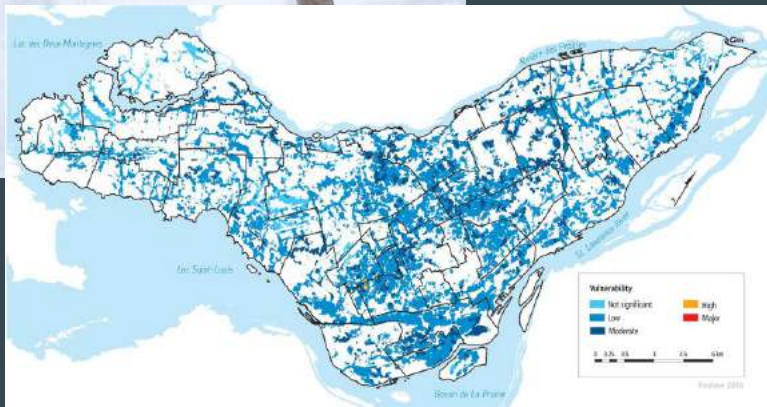 Lac des Deux Montagnes
Rivière des Prairies
Lac Saint-Louis
St. Lawrence River
Bassin de La Prairie
Vulnerability
Not significant
Low
Moderate
High
Major